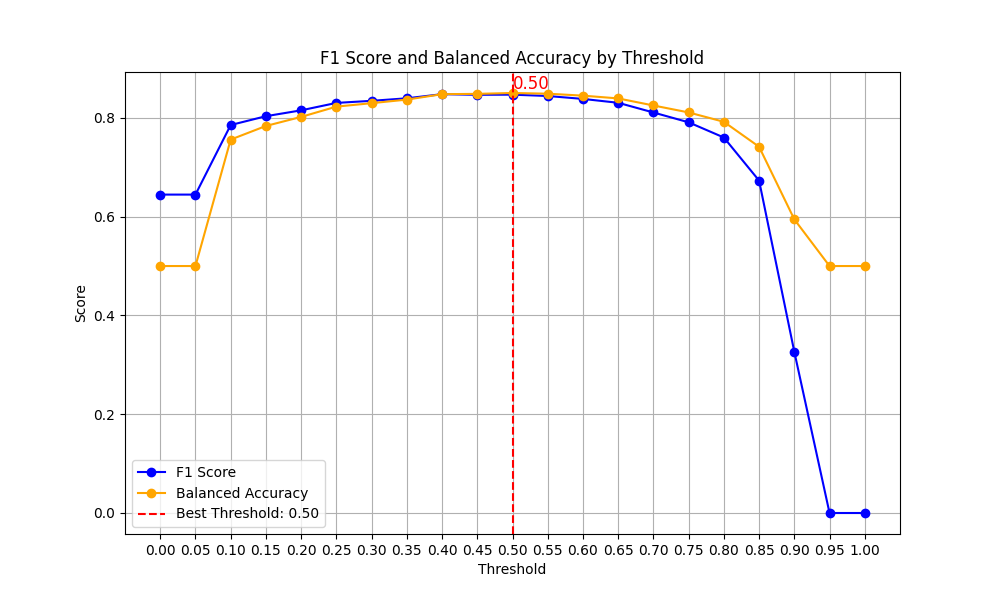 F1 Score and Balanced Accuracy by Threshold
0.50
0.8
0.6
0.4
0.2
0.0
Score
F1 Score
Balanced Accuracy
Best Threshold: 0.50
0.00 0.05 0.10 0.15 0.20 0.25 0.30 0.35 0.40 0.45 0.50 0.55 0.60 0.65 0.70 0.75 0.80 0.85 0.90 0.95 1.00
Threshold